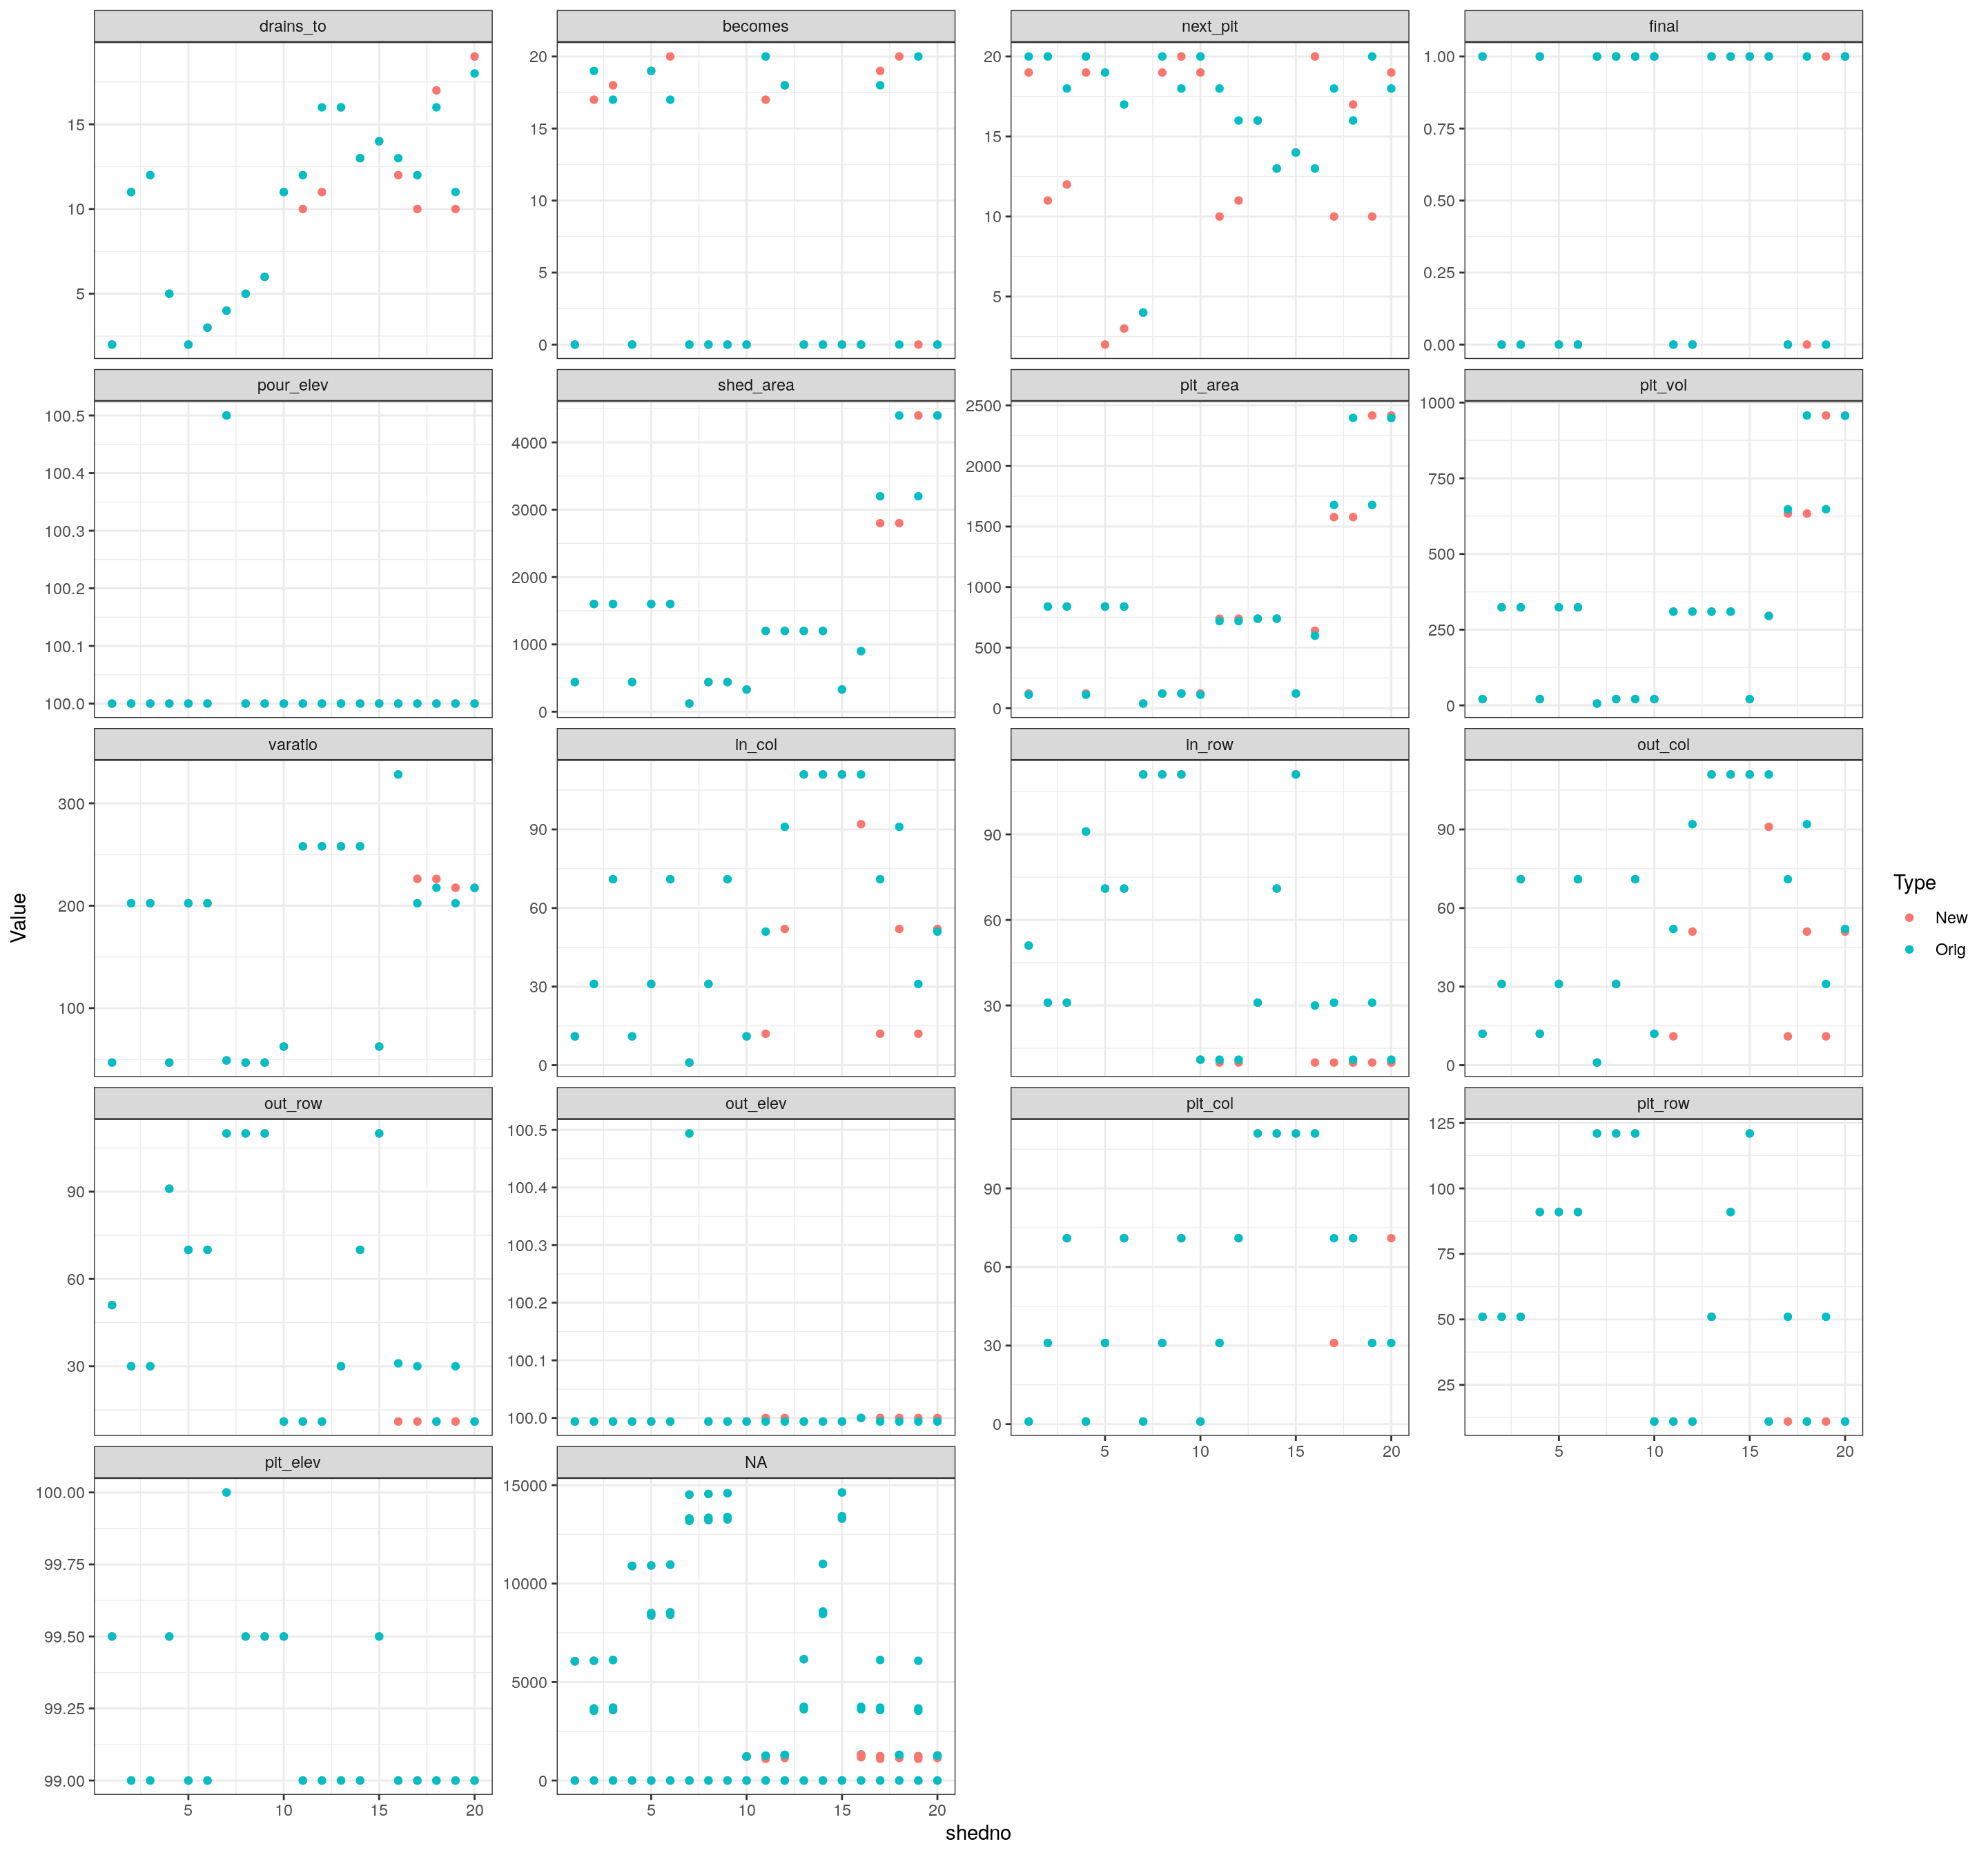 drains_to becomes next_pit final
20 20 1.00
15 15 15 0.75
10 10 10 0.50
5 5 5 0.25
0 0.00
pour_elev shed_area pit_area pit_vol
100.5 4000 2500 1000
100.4 3000 2000 750
100.3 2000 1500 500
100.2 1000 1000 250
100.1 0 500 0
100.0 0
varatio in_col in_row out_col
300 90 90 90
200 60 60 60
100 30 30 30
0 0
out_row out_elev pit_col pit_row
90 100.5 90 125
60 100.4 60 100
30 100.3 30 75
100.2 0 50
100.1 25
100.0
5 10 15 20 5 10 15 20
pit_elev NA
100.00 15000
99.75 10000
99.50 5000
99.25 0
99.00
5 10 15 20 5 10 15 20
shedno
Value
Type
New
Orig